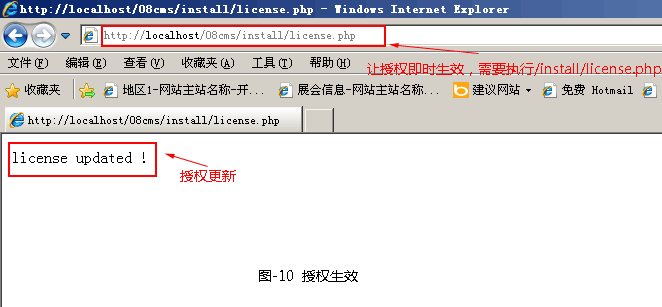 http://localhost/08cms/install/license.php - Windows Internet Explorer
http://localhost/08cms/install/license.php
文件(F) 编辑(E) 查看(V) 收藏夹(A) 工具(T) 帮助(H)
让授权即时生效，需要执行/install/license.php
收藏夹 地区1-网站主站名称-开... 展会信息-网站主站名称... 建议网站 免费 Hotmail
http://localhost/08cms/install/license.php
license updated !
授权更新
图-10 授权生效